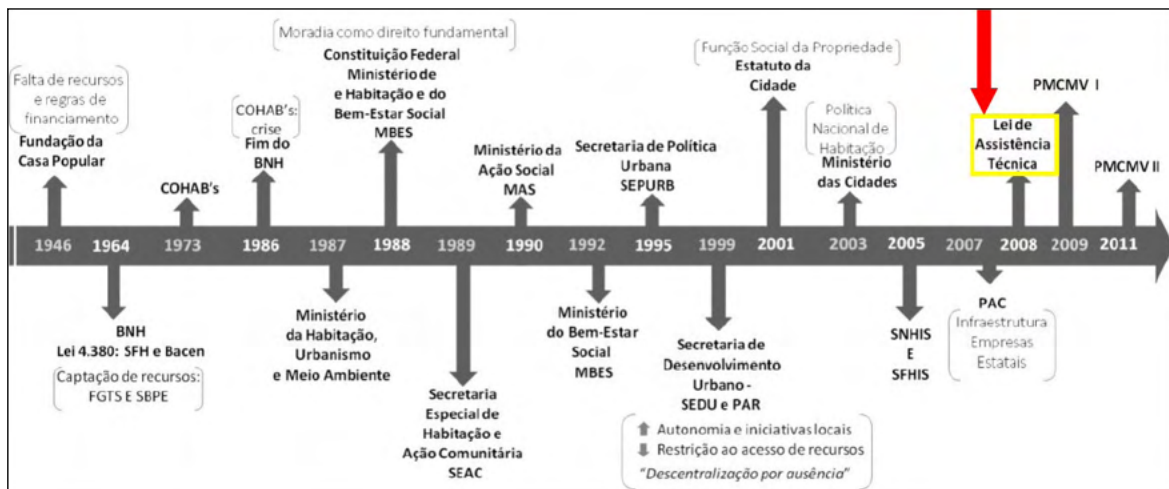 Falta de recursos
e regras de
financiamento
Fundação da
Casa Popular
COHAB's
COHAB's:
crise
Fim do
BNH
Moradia como direito fundamental
Constituição Federal
Ministério de
Habitação e do
Bem-Estar Social
MBES
Ministério da
Ação Social
MAS
Secretaria de Política
Urbana
SEPURB
Função Social da Propriedade
Estatuto da
Cidade
Política
Nacional de
Habitação
Ministério
das Cidades
Lei de
Assistência
Técnica
PMCMV I
PMCMV II
1946 1964 1973 1986 1987 1988 1989 1990 1992 1995 1999 2001 2003 2005 2007 2008 2009 2011
BNH
Lei 4.380: SFH e Bacen
Captação de recursos:
FGTS E SBPE
Ministério
da Habitação,
Urbanismo
e Meio Ambiente
Secretaria
Especial de
Habitação e
Ação Comunitária
SEAC
Ministério
do Bem-Estar
Social
MBES
Secretaria de
Desenvolvimento
Urbano -
SEDU e PAR
Autonomia e iniciativas locais
Restrição ao acesso de recursos
"Descentralização por ausência"
SNHIS
E
SFHIS
PAC
Infraestrutura
Empresas
Estatais